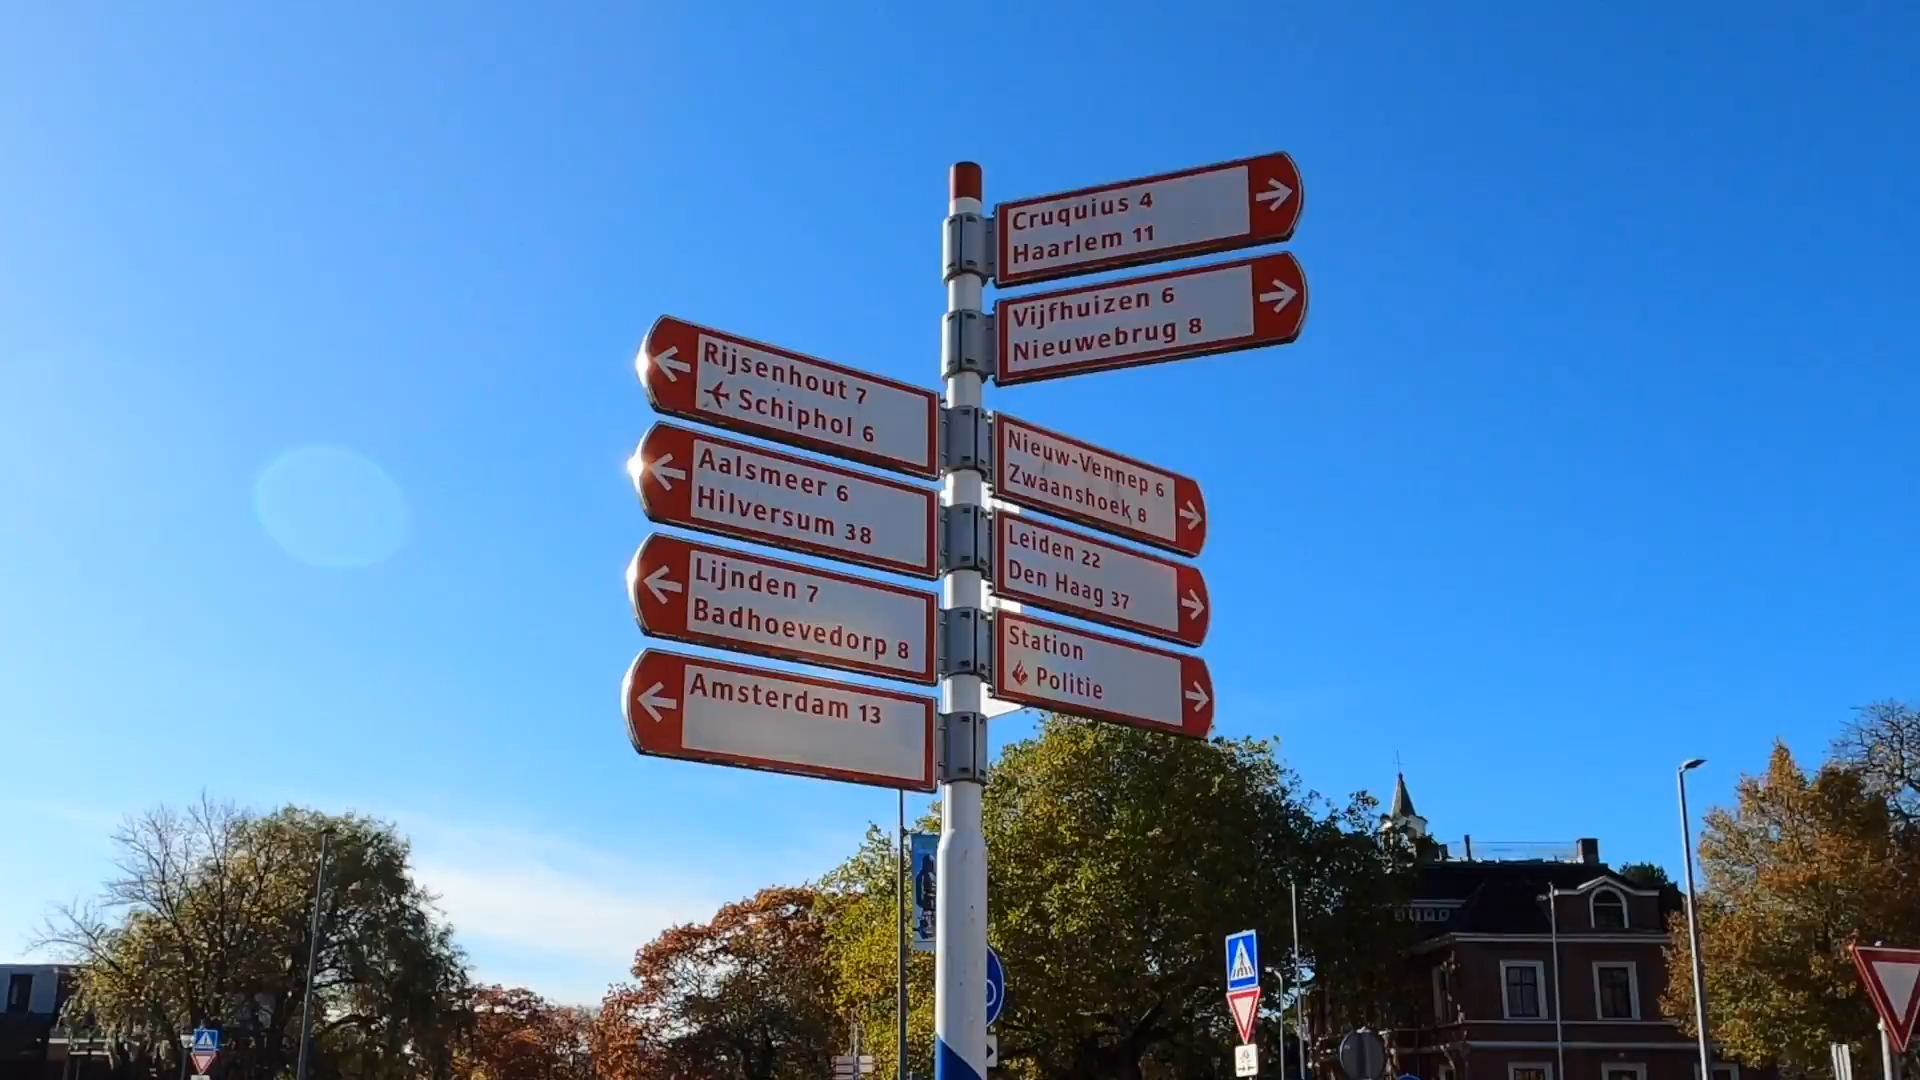 Cruquius 4
Haarlem 11
Vijfhuizen 6
Nieuwebrug 8
Rijsenhout 7
Schiphol 6
Aalsmeer 6
Hilversum 38
Lijnden 7
Badhoevedorp 8
Amsterdam 13
Nieuw-Vennep 6
Zwaanshoek 8
Leiden 22
Den Haag 37
Station
Politie